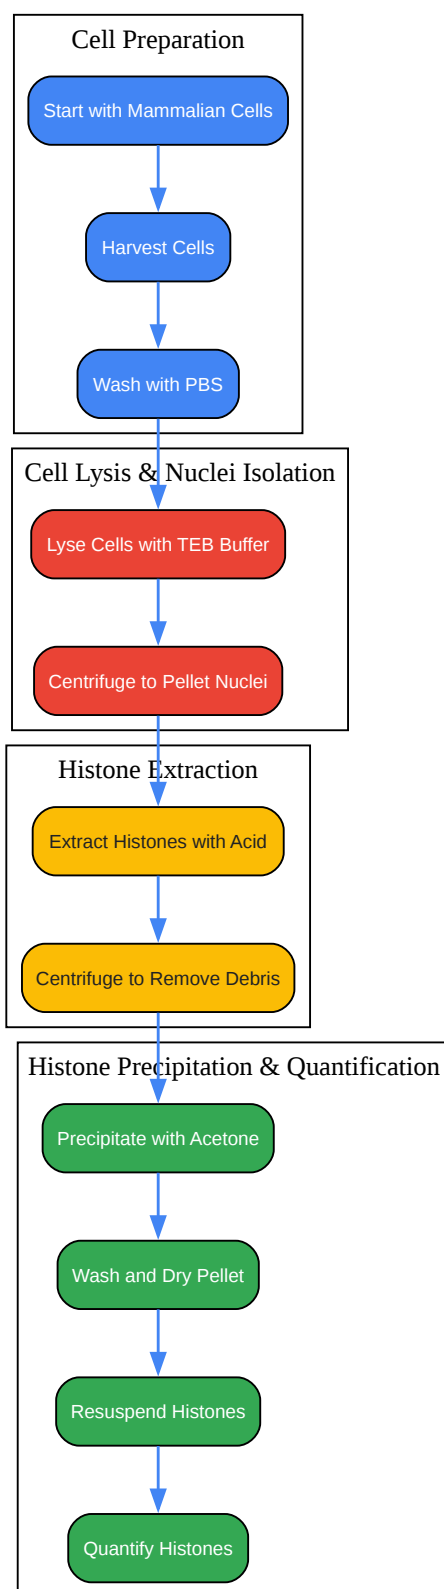 Cell Preparation
Start with Mammalian Cells
Harvest Cells
Wash with PBS
Cell Lysis & Nuclei Isolation
Lyse Cells with TEB Buffer
Centrifuge to Pellet Nuclei
Histone Extraction
Extract Histones with Acid
Centrifuge to Remove Debris
Histone Precipitation & Quantification
Precipitate with Acetone
Wash and Dry Pellet
Resuspend Histones
Quantify Histones